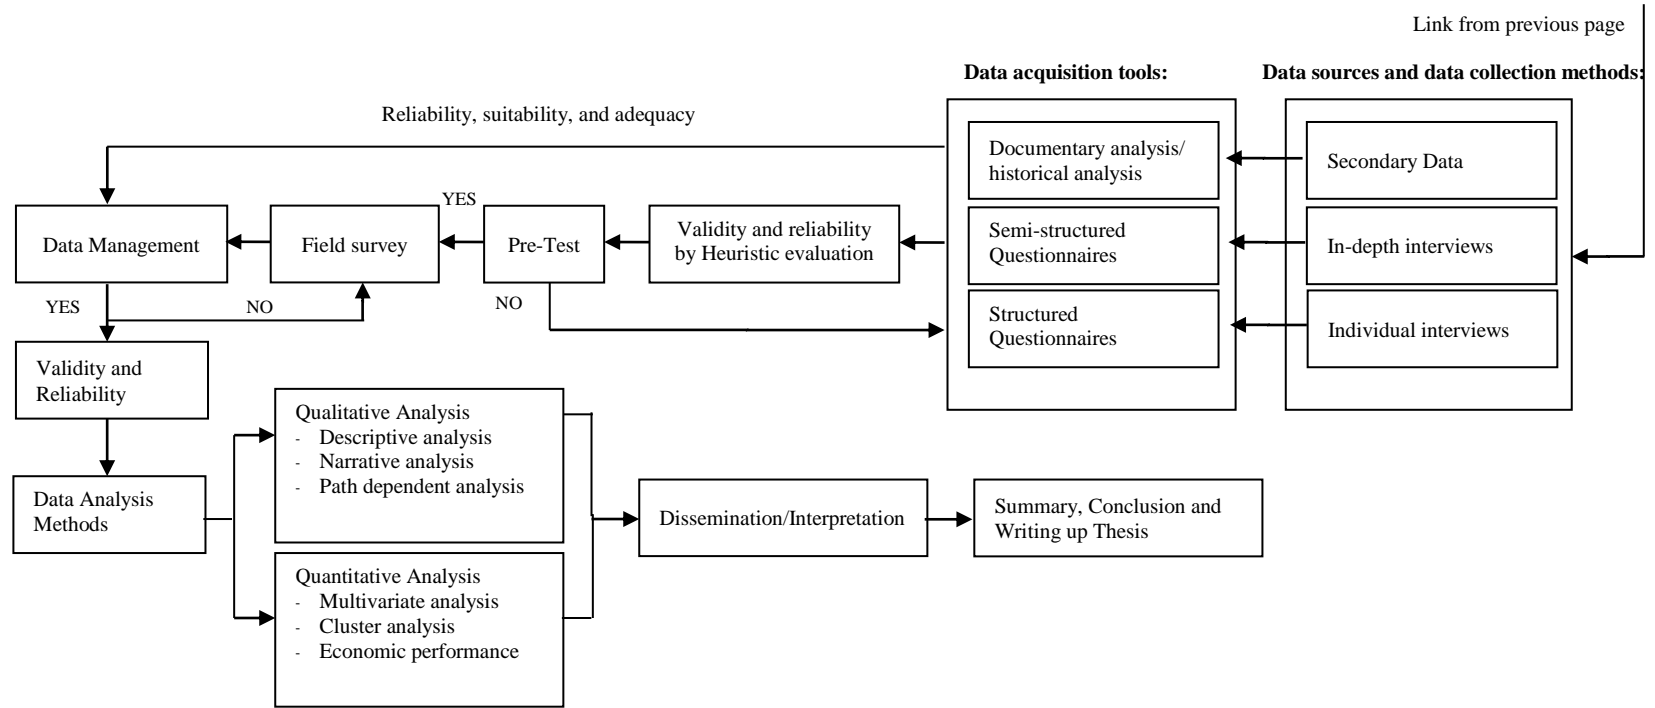 Link from previous page
Data acquisition tools:
Data sources and data collection methods:
Reliability, suitability, and adequacy
Documentary analysis/
historical analysis
Secondary Data
YES
Data Management
Field survey
Pre-Test
Validity and reliability
by Heuristic evaluation
Semi-structured
Questionnaires
In-depth interviews
YES
NO
NO
Structured
Questionnaires
Individual interviews
Validity and
Reliability
Qualitative Analysis
- Descriptive analysis
- Narrative analysis
- Path dependent analysis
Data Analysis
Methods
Dissemination/Interpretation
Summary, Conclusion and
Writing up Thesis
Quantitative Analysis
- Multivariate analysis
- Cluster analysis
- Economic performance